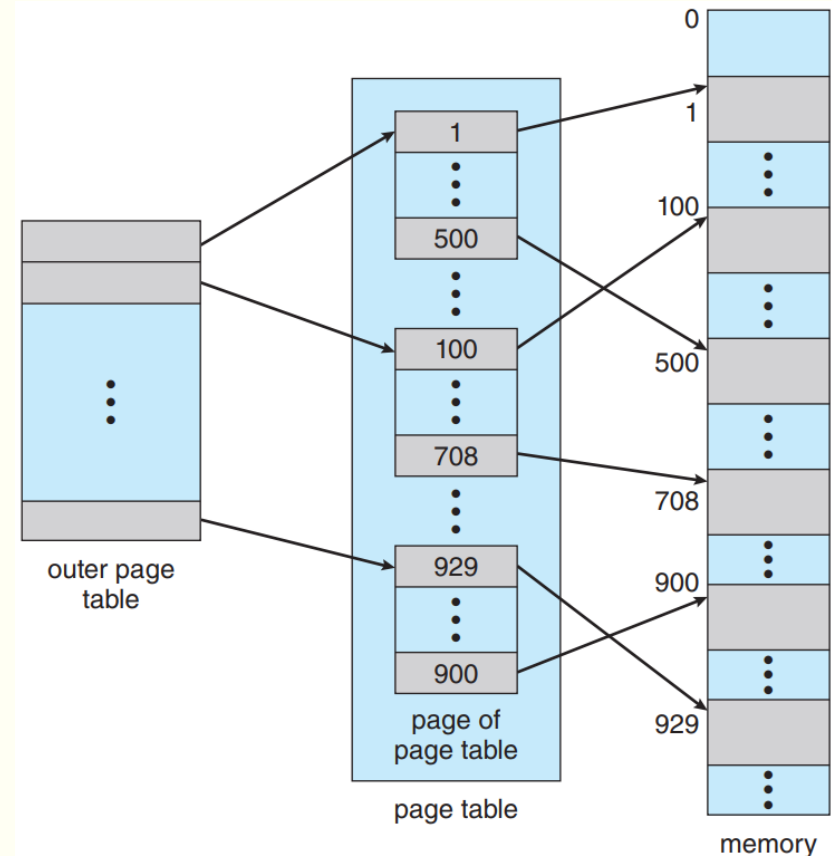 outer page
table
1
500
100
708
929
900
page of
page table
page table
0
1
100
500
708
900
929
memory